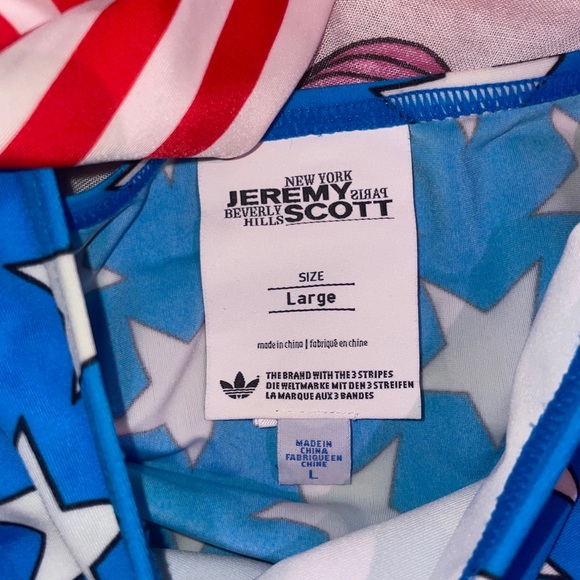 NEW YORK
JEREMY PARIS
BEVERLY SCOTT
HILLS
SIZE
Large
made in china | fabriqué en chine
THE BRAND WITH THE 3 STRIPES
DIE WELTMARKE MIT DEN 3 STREIFEN
LA MARQUE AUX 3 BANDES
MADE IN
CHINA
FABRIQUE EN
CHINE
L